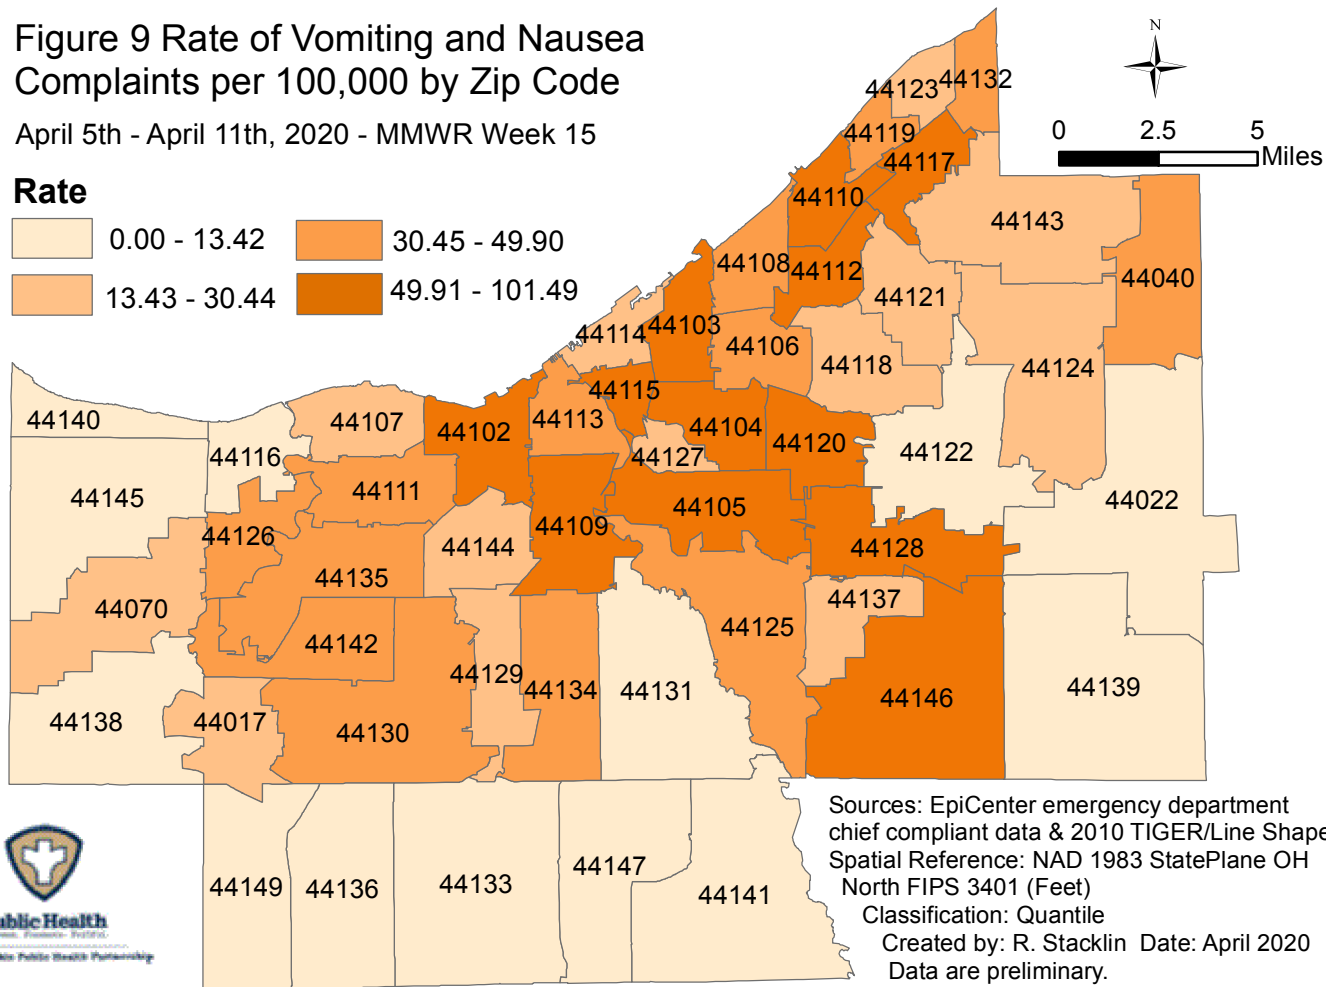 Figure 9 Rate of Vomiting and Nausea
Complaints per 100,000 by Zip Code
April 5th - April 11th, 2020 - MMWR Week 15
N
0 2.5 5
Miles
Rate
0.00 - 13.42
30.45 - 49.90
13.43 - 30.44
49.91 - 101.49
44123
44132
44119
44117
44110
44143
44108
44112
44040
44121
44114
44103
44106
44118
44124
44115
44140
44107
44102
44113
44104
44120
44116
44127
44122
44145
44111
44105
44022
44126
44109
44144
44128
44135
44070
44137
44142
44125
44129
44134
44131
44146
44139
44138
44017
44130
44149
44136
44133
44147
44141
Sources: EpiCenter emergency department
chief compliant data & 2010 TIGER/Line Shape
Spatial Reference: NAD 1983 StatePlane OH
North FIPS 3401 (Feet)
Classification: Quantile
Created by: R. Stacklin Date: April 2020
Data are preliminary.
ublic Health
Public Health Partnership